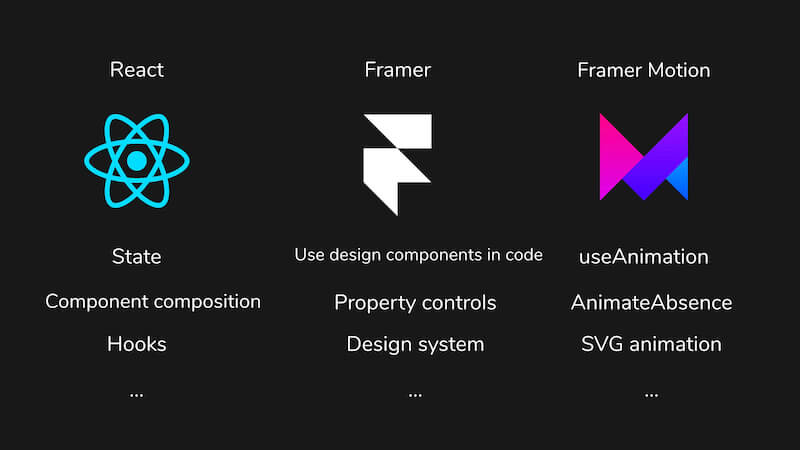 React
Framer
Framer Motion
State
Use design components in code
useAnimation
Component composition
Property controls
AnimateAbsence
Hooks
Design system
SVG animation
...
...
...